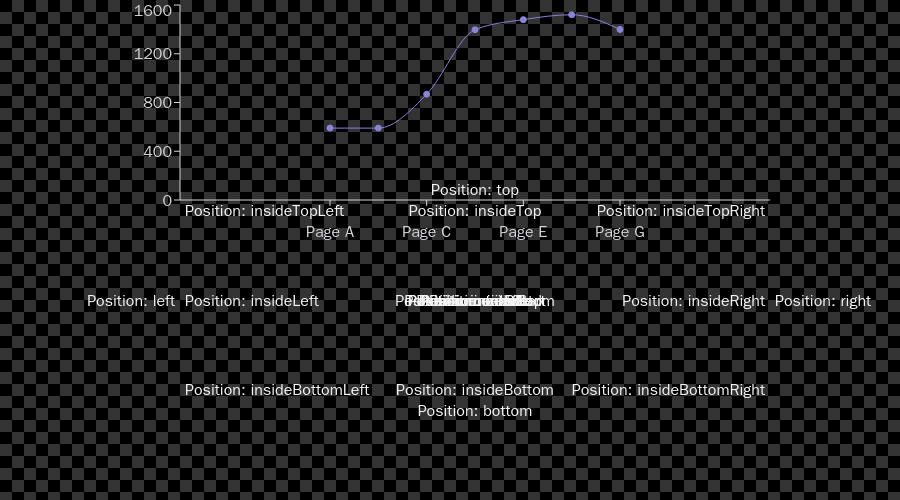 1600
1200
800
400
0
Position: top
Position: insideTopLeft Position: insideTop Position: insideTopRight
Page A Page C Page E Page G
Position: left Position: insideLeft Position: insideRight Position: right
Position: insideBottomLeft Position: insideBottom Position: insideBottomRight
Position: bottom